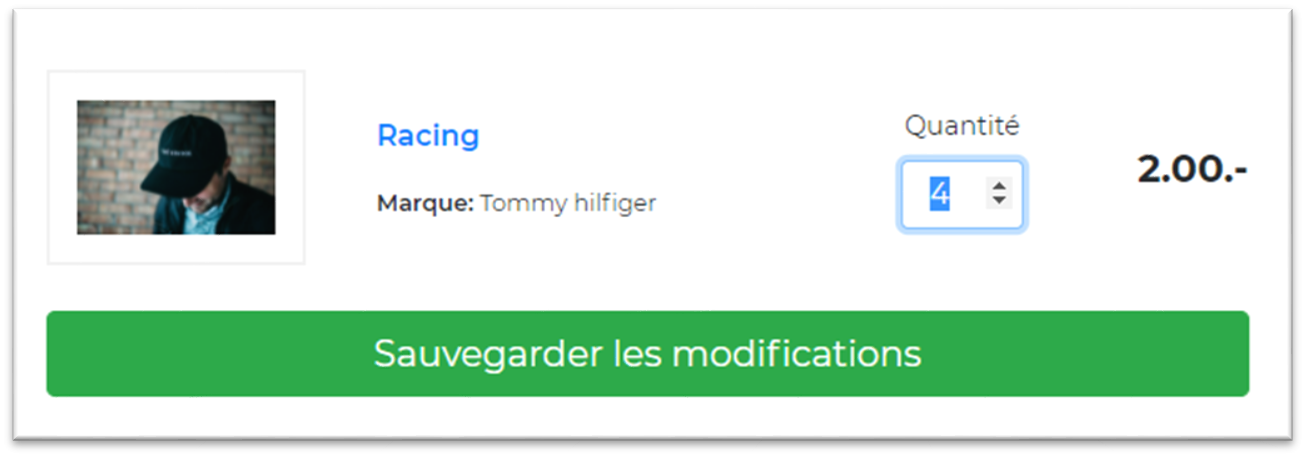 Racing
Marque: Tommy hilfiger
Quantité
4
2.00.-
Sauvegarder les modifications